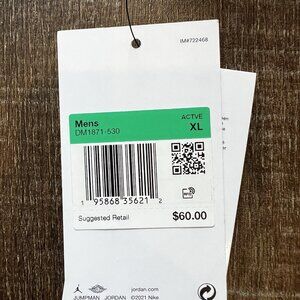 IM#722468
Mens
DM1871-530
ACTVE
XL
1 95868 35621 2
Suggested Retail
$60.00
jordan.com
JUMPMAN JORDAN ©2021 Nike